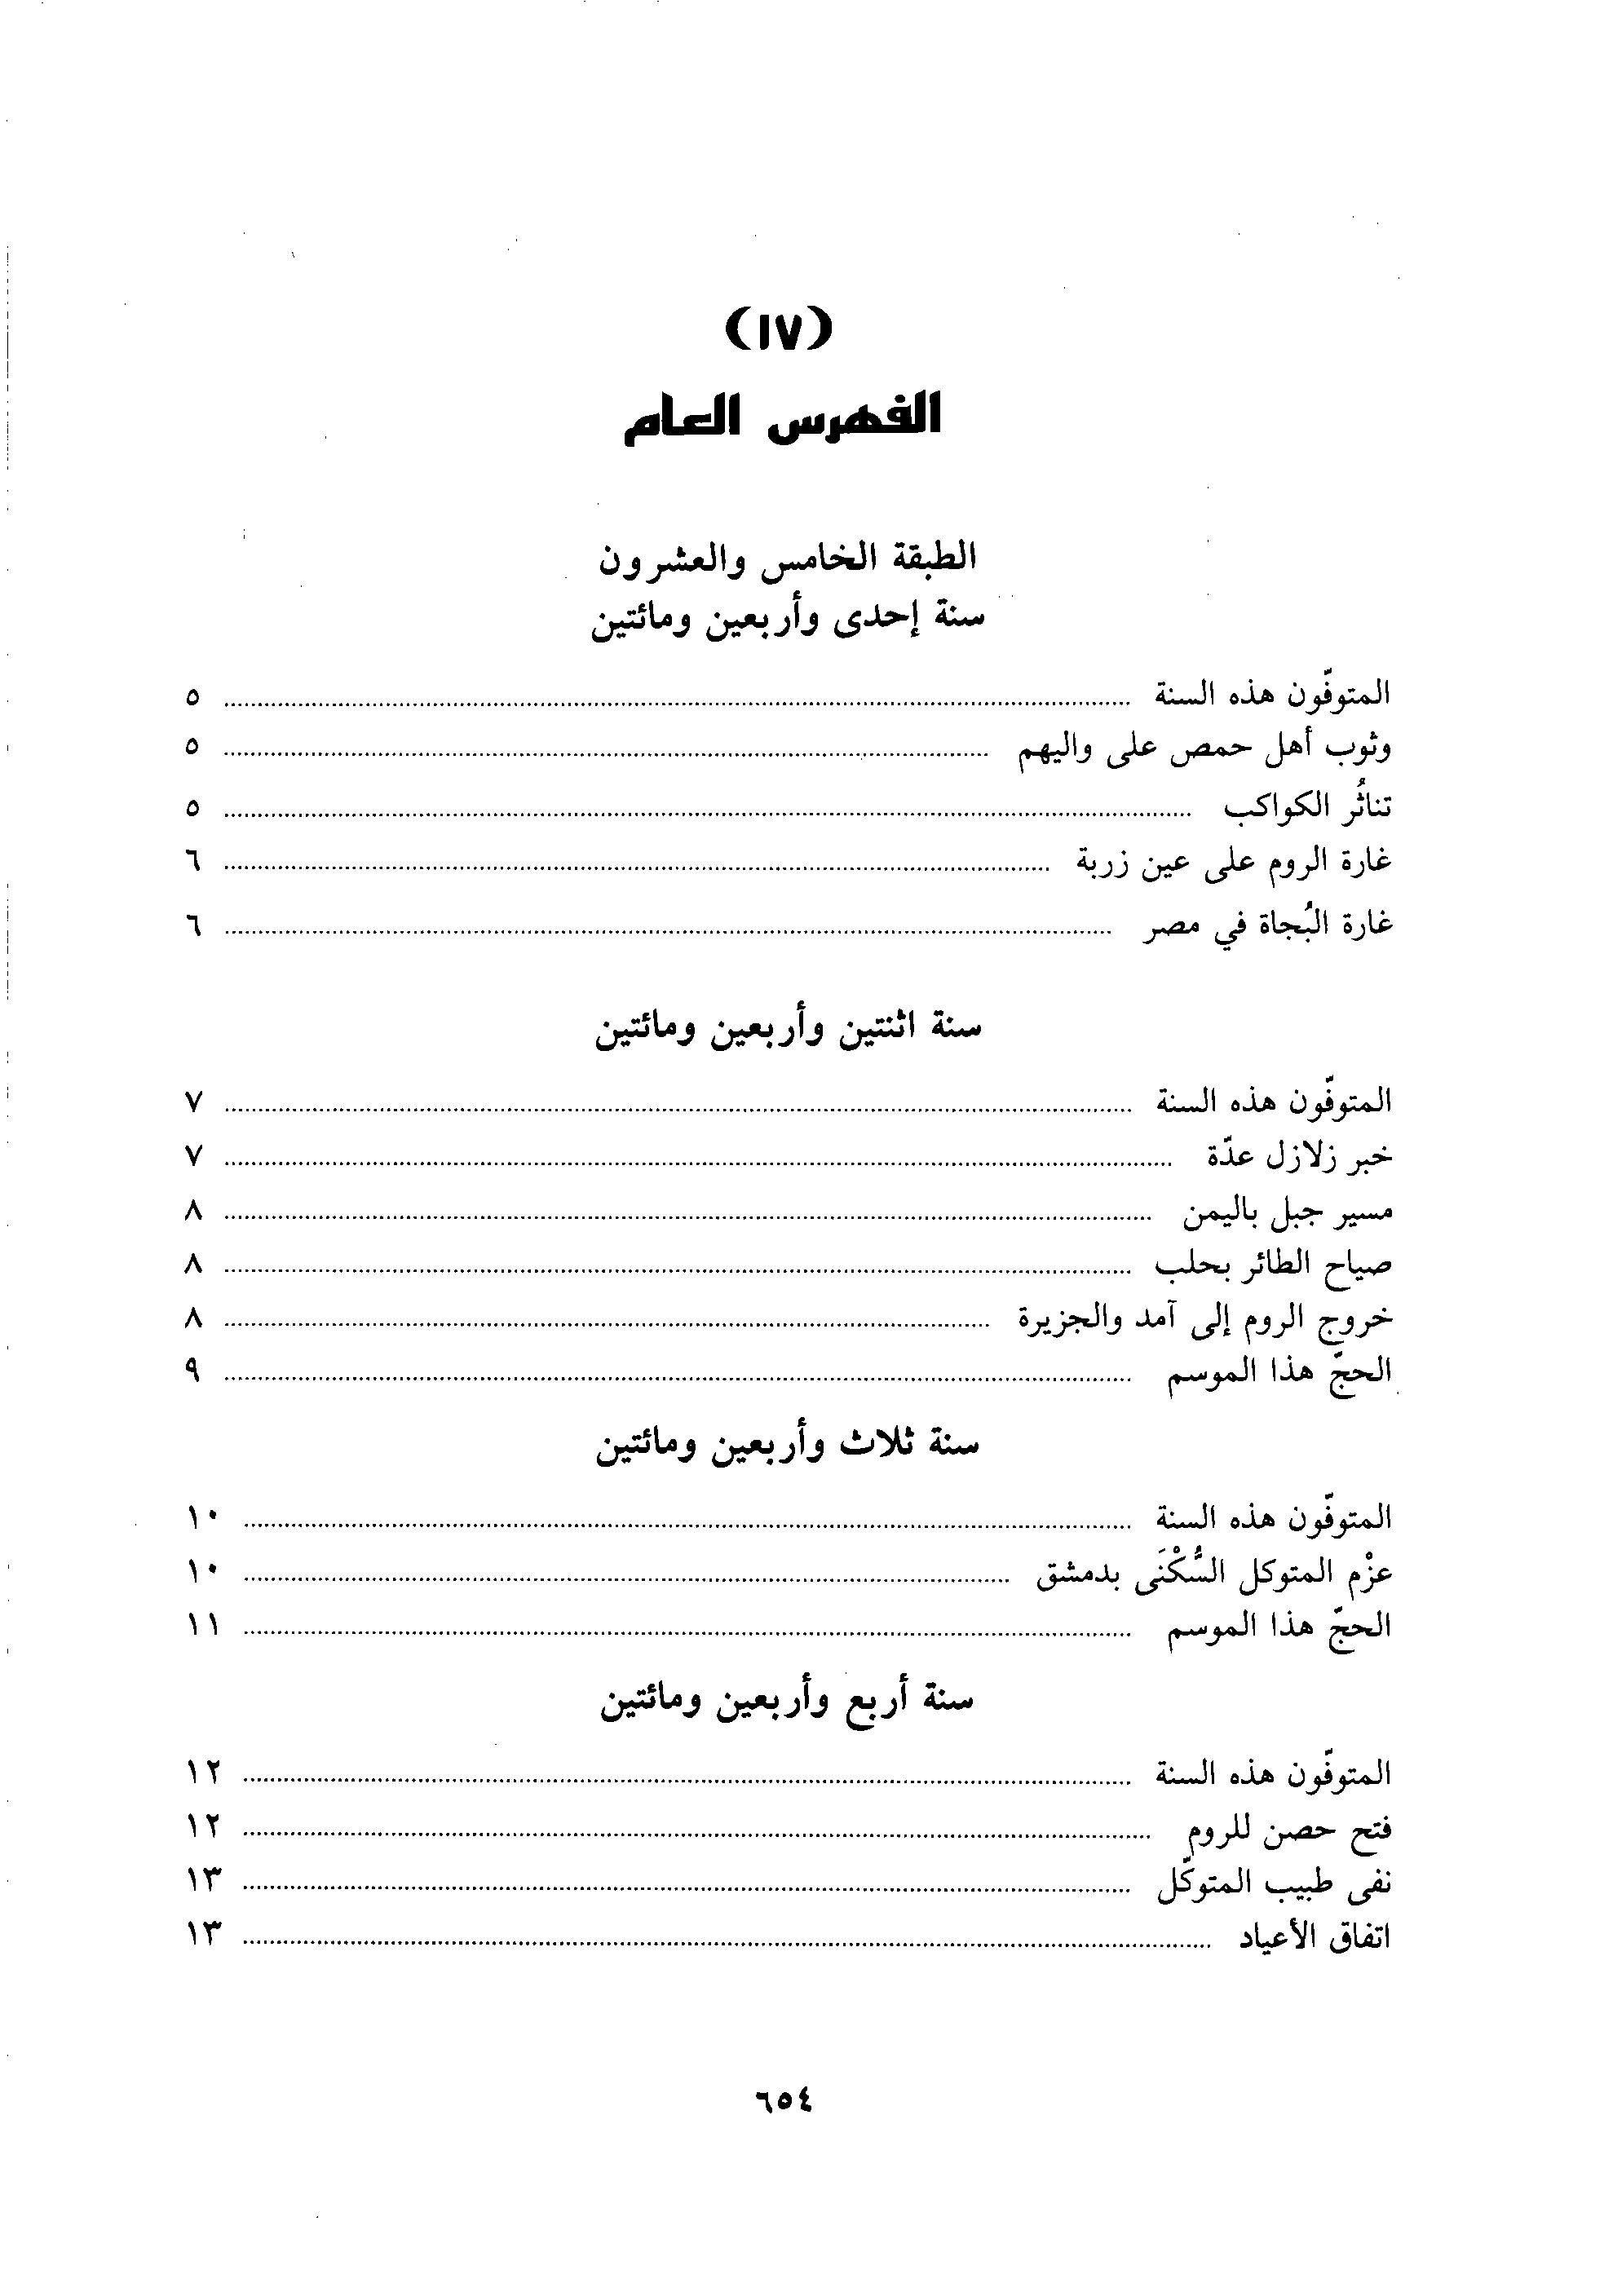 (١٧)
الفهرس العام
الطبقة الخامس والعشرون
سنة إحدى وأربعين ومائتين
المتوفّون هذه السنة ........ ٥
وثوب أهل حمص على واليهم ........ ٥
تناثُر الكواكب ........ ٥
غارة الروم على عين زربة ........ ٦
غارة البُجاة في مصر ........ ٦
سنة اثنتين وأربعين ومائتين
المتوفّون هذه السنة ........ ٧
خبر زلازل عدّة ........ ٧
مسير جبل باليمن ........ ٨
صياح الطائر بحلب ........ ٨
خروج الروم إلى آمد والجزيرة ........ ٨
الحجّ هذا الموسم ........ ٩
سنة ثلاث وأربعين ومائتين
المتوفّون هذه السنة ........ ١٠
عزْم المتوكل السُّكْنَى بدمشق ........ ١٠
الحجّ هذا الموسم ........ ١١
سنة أربع وأربعين ومائتين
المتوفّون هذه السنة ........ ١٢
فتح حصن للروم ........ ١٢
نفى طبيب المتوكّل ........ ١٣
اتفاق الأعياد ........ ١٣
٦٥٤